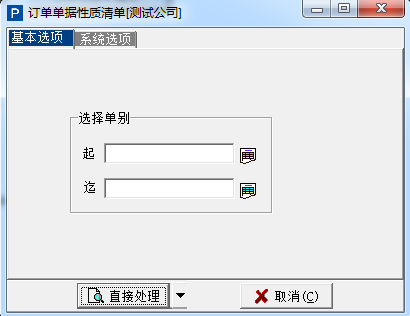 P 订单单据性质清单[测试公司]
基本选项 系统选项
选择单别
起
迄
直接处理 取消(C)